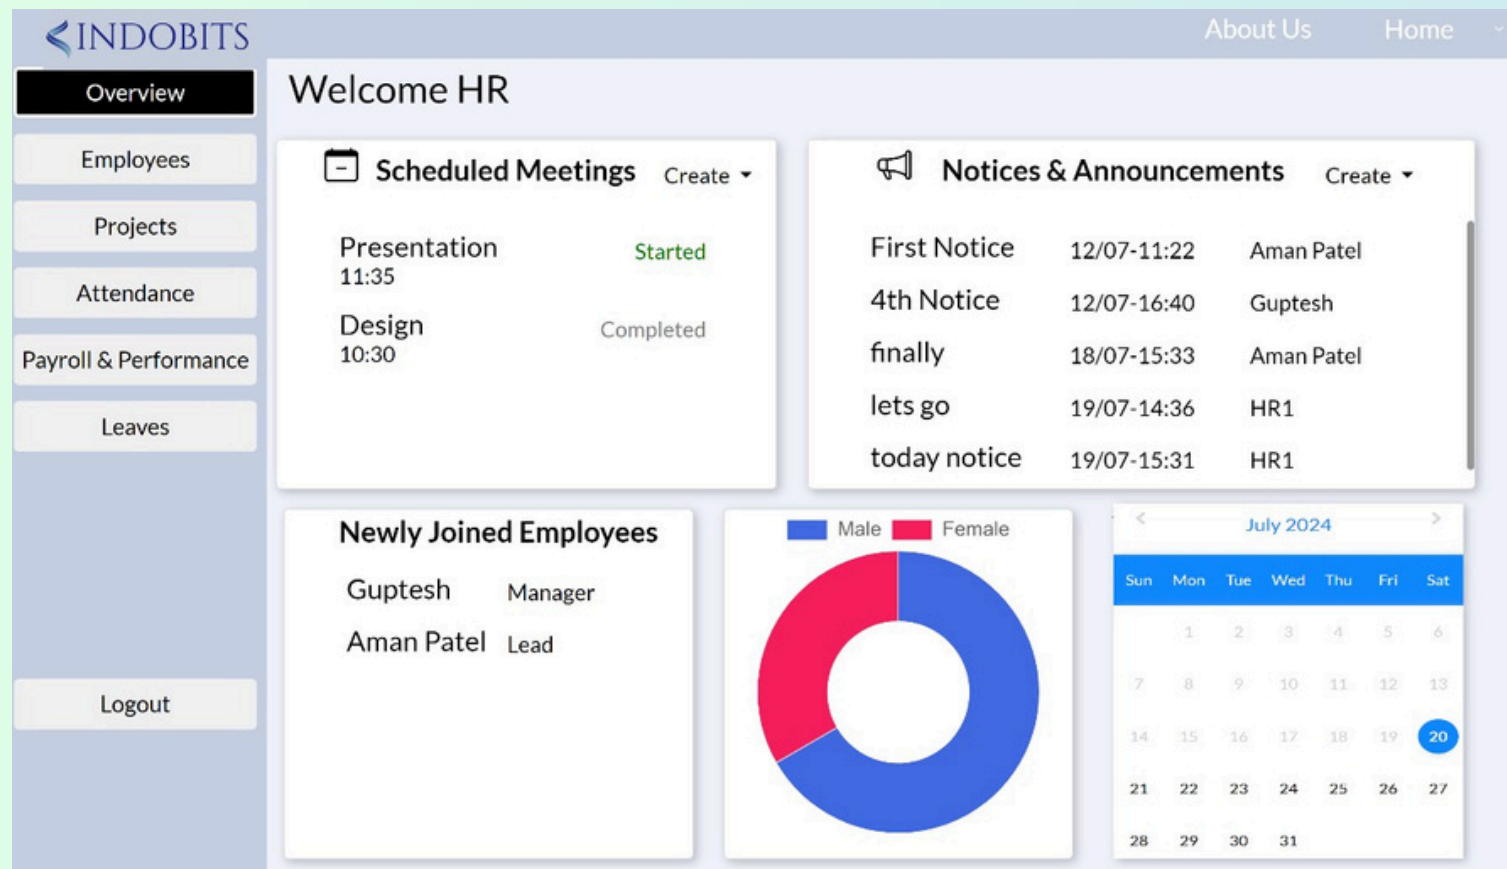 INDOBITS
About Us Home
Overview
Employees
Projects
Attendance
Payroll & Performance
Leaves
Logout
Welcome HR
Scheduled Meetings Create
Presentation Started
11:35
Design Completed
10:30
Notices & Announcements Create
First Notice 12/07-11:22 Aman Patel
4th Notice 12/07-16:40 Guptesh
finally 18/07-15:33 Aman Patel
lets go 19/07-14:36 HR1
today notice 19/07-15:31 HR1
Newly Joined Employees
Guptesh Manager
Aman Patel Lead
Male Female
July 2024
Sun Mon Tue Wed Thu Fri Sat
1 2 3 4 5 6
7 8 9 10 11 12 13
14 15 16 17 18 19 20
21 22 23 24 25 26 27
28 29 30 31